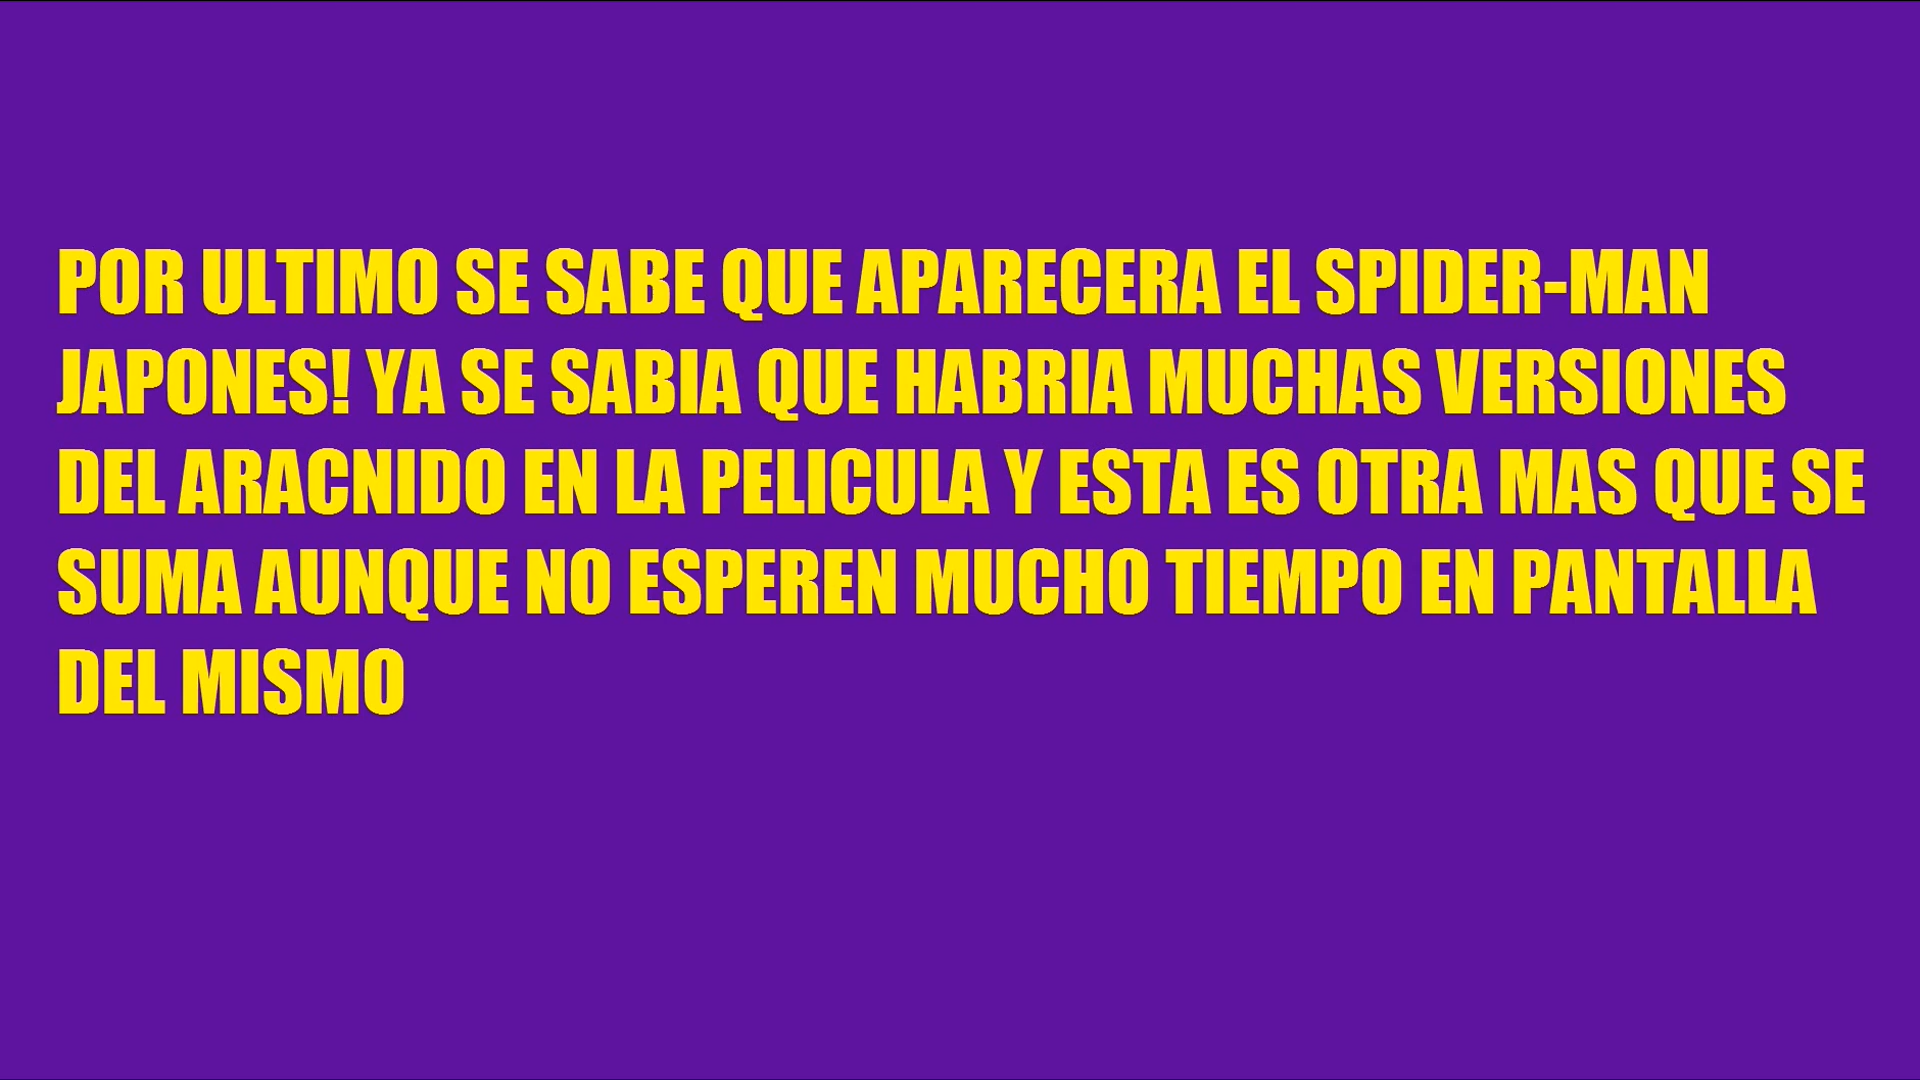 POR ULTIMO SE SABE QUE APARECERA EL SPIDER-MAN
JAPONES! YA SE SABIA QUE HABRIA MUCHAS VERSIONES
DEL ARACNIDO EN LA PELICULA Y ESTA ES OTRA MAS QUE SE
SUMA AUNQUE NO ESPEREN MUCHO TIEMPO EN PANTALLA
DEL MISMO